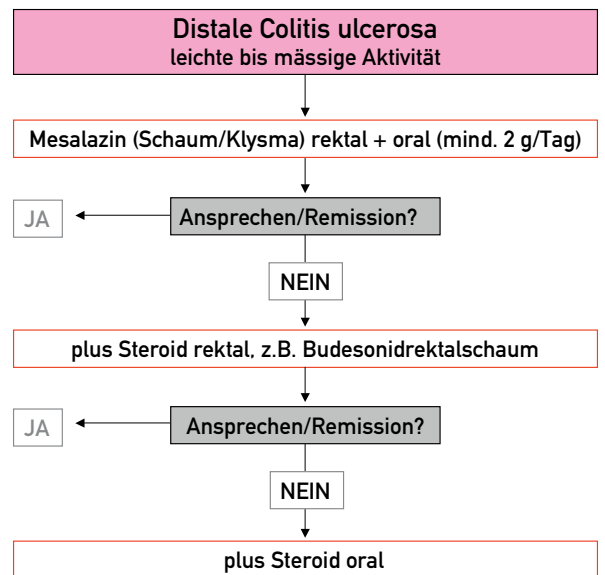 Distale Colitis ulcerosa
leichte bis mässige Aktivität
Mesalazin (Schaum/Klysma) rektal + oral (mind. 2 g/Tag)
JA
Ansprechen/Remission?
NEIN
plus Steroid rektal, z.B. Budesonidrektalschaum
JA
Ansprechen/Remission?
NEIN
plus Steroid oral